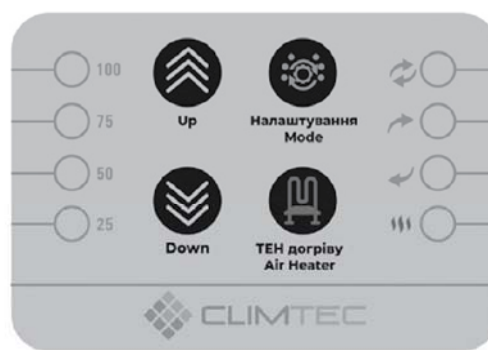 100
75
50
25
Up
Налаштування
Mode
Down
ТЕН догріву
Air Heater
CLIMTEC